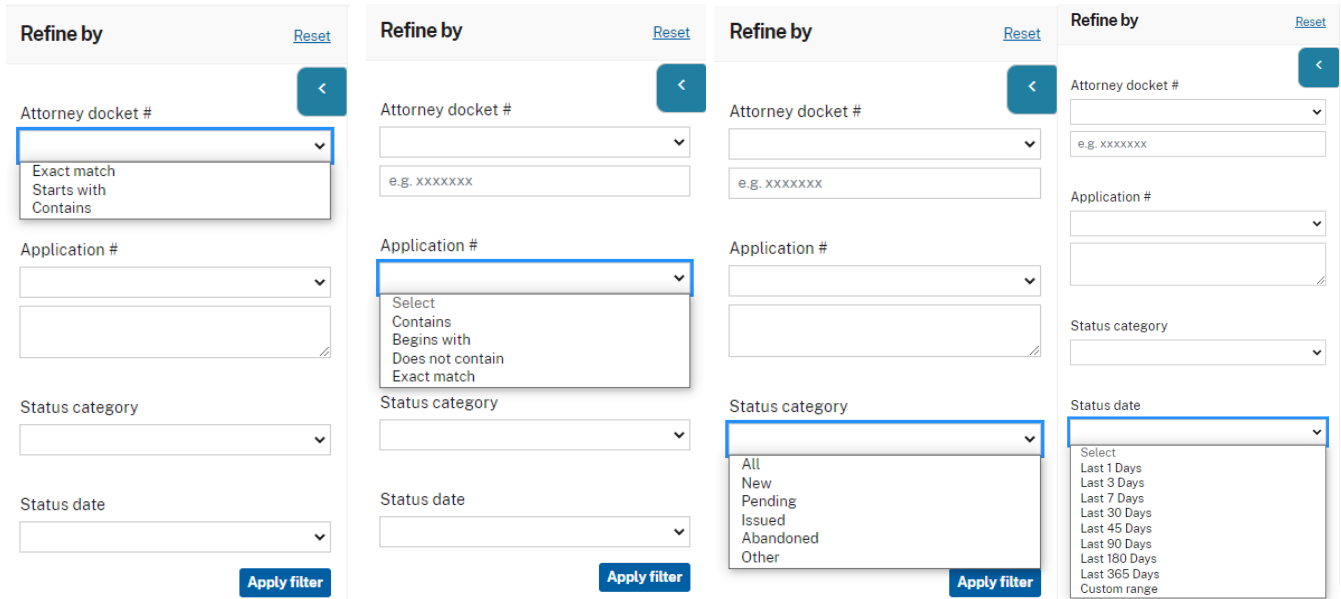 Refine by
Reset
<
Attorney docket #
Exact match
Starts with
Contains
Application #
Status category
Status date
Apply filter
Refine by
Reset
<
Attorney docket #
e.g. xxxxxxx
Application #
Select
Contains
Begins with
Does not contain
Exact match
Status category
Status date
Apply filter
Refine by
Reset
<
Attorney docket #
e.g. xxxxxxx
Application #
Status category
All
New
Pending
Issued
Abandoned
Other
Apply filter
Refine by
Reset
<
Attorney docket #
e.g. xxxxxxx
Application #
Status category
Status date
Select
Last 1 Days
Last 3 Days
Last 7 Days
Last 30 Days
Last 45 Days
Last 90 Days
Last 180 Days
Last 365 Days
Custom range